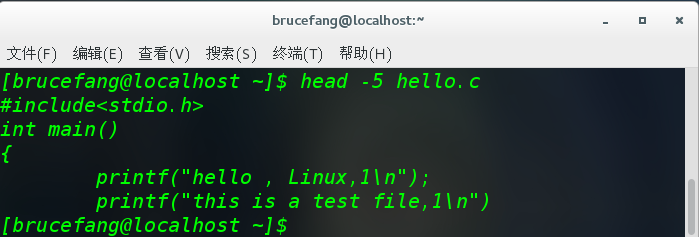 brucefang@localhost:~
文件(F) 编辑(E) 查看(V) 搜索(S) 终端(T) 帮助(H)
[brucefang@localhost ~]$ head -5 hello.c
#include<stdio.h>
int main()
{
        printf("hello , Linux,1\n");
        printf("this is a test file,1\n")
[brucefang@localhost ~]$